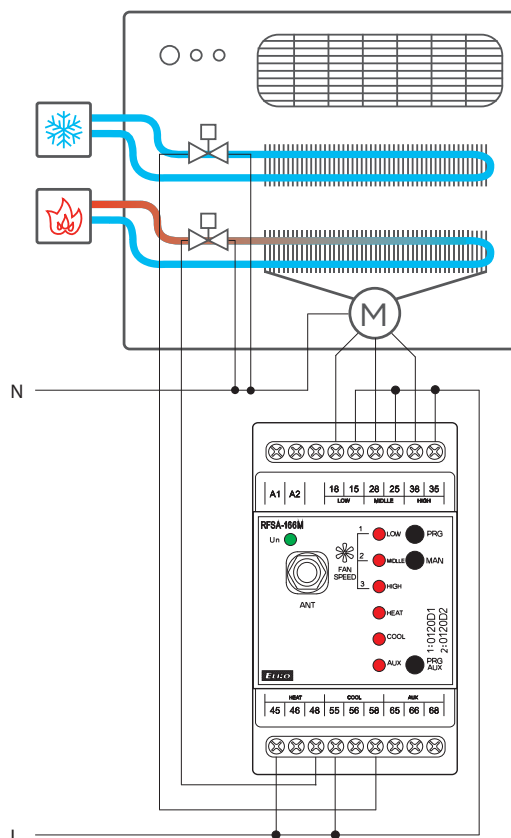 M
N
A1 A2 16 15 26 25 36 35
LOW MIDLLE HIGH
RFSA-166M
Un
ANT
FAN
SPEED
1 LOW PRG
2 MIDLLE MAN
3 HIGH
HEAT
COOL
AUX PRG
AUX
1:0120D1
2:0120D2
ELKO
HEAT COOL AUX
45 46 48 55 56 58 65 66 68
L